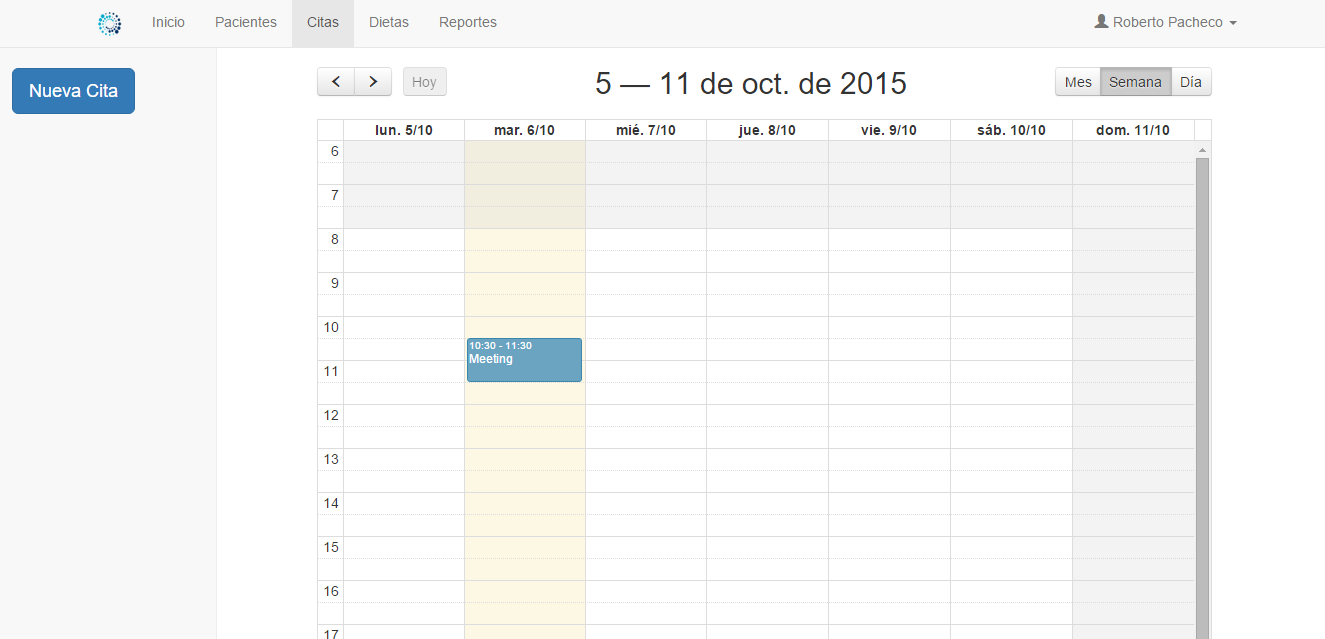 Inicio Pacientes Citas Dietas Reportes Roberto Pacheco
Nueva Cita
Hoy 5 — 11 de oct. de 2015 Mes Semana Día
lun. 5/10 mar. 6/10 mié. 7/10 jue. 8/10 vie. 9/10 sáb. 10/10 dom. 11/10
6
7
8
9
10
10:30 - 11:30
Meeting
11
12
13
14
15
16
17